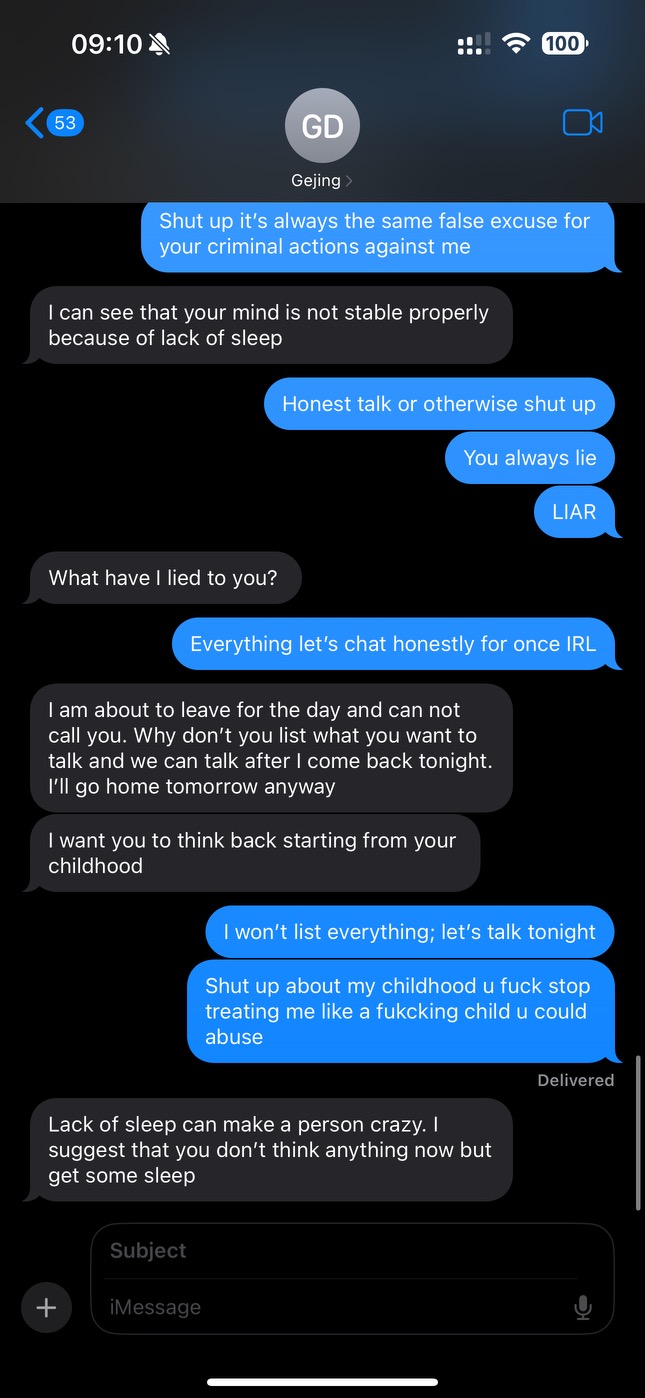 09:10
100
53
GD
Gejing
Shut up it’s always the same false excuse for
your criminal actions against me
I can see that your mind is not stable properly
because of lack of sleep
Honest talk or otherwise shut up
You always lie
LIAR
What have I lied to you?
Everything let’s chat honestly for once IRL
I am about to leave for the day and can not
call you. Why don’t you list what you want to
talk and we can talk after I come back tonight.
I’ll go home tomorrow anyway
I want you to think back starting from your
childhood
I won’t list everything; let’s talk tonight
Shut up about my childhood u fuck stop
treating me like a fukcking child u could
abuse
Delivered
Lack of sleep can make a person crazy. I
suggest that you don’t think anything now but
get some sleep
Subject
iMessage